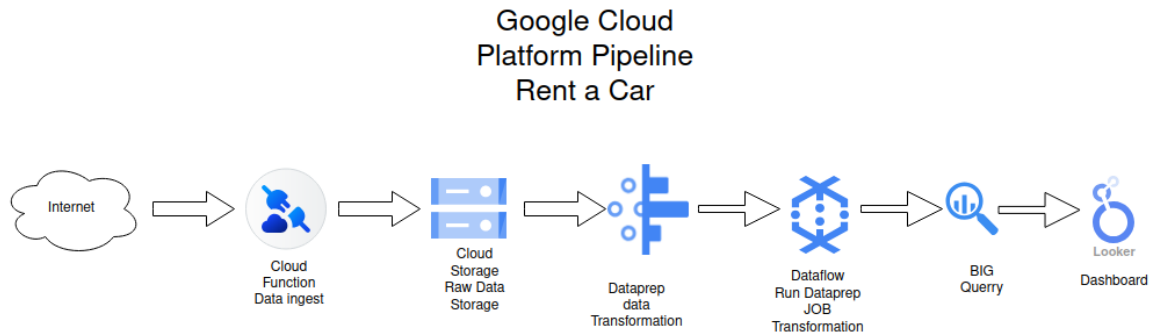 Google Cloud
Platform Pipeline
Rent a Car
Internet
Cloud
Function
Data ingest
Cloud
Storage
Raw Data
Storage
Dataprep
data
Transformation
Dataflow
Run Dataprep
JOB
Transformation
BIG
Querry
Looker
Dashboard